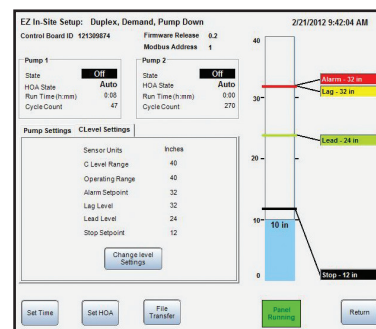 EZ In-Site Setup: Duplex, Demand, Pump Down 2/21/2012 9:42:04 AM
Control Board ID 121309874 Firmware Release 0.2
Modbus Address 1
Pump 1 Pump 2
State Off State Off
HOA State Auto HOA State Auto
Run Time (h:mm) 0:08 Run Time (h:mm) 0:00
Cycle Count 47 Cycle Count 270
Pump Settings CLevel Settings
Sensor Units Inches
C Level Range 40
Operating Range 40
Alarm Setpoint 32
Lag Level 32
Lead Level 24
Stop Setpoint 12
Change level
Settings
40
30
20
10
0
10 in
Alarm - 32 in
Lag - 32 in
Lead - 24 in
Stop - 12 in
Set Time
Set HOA
File
Transfer
Panel
Running
Return